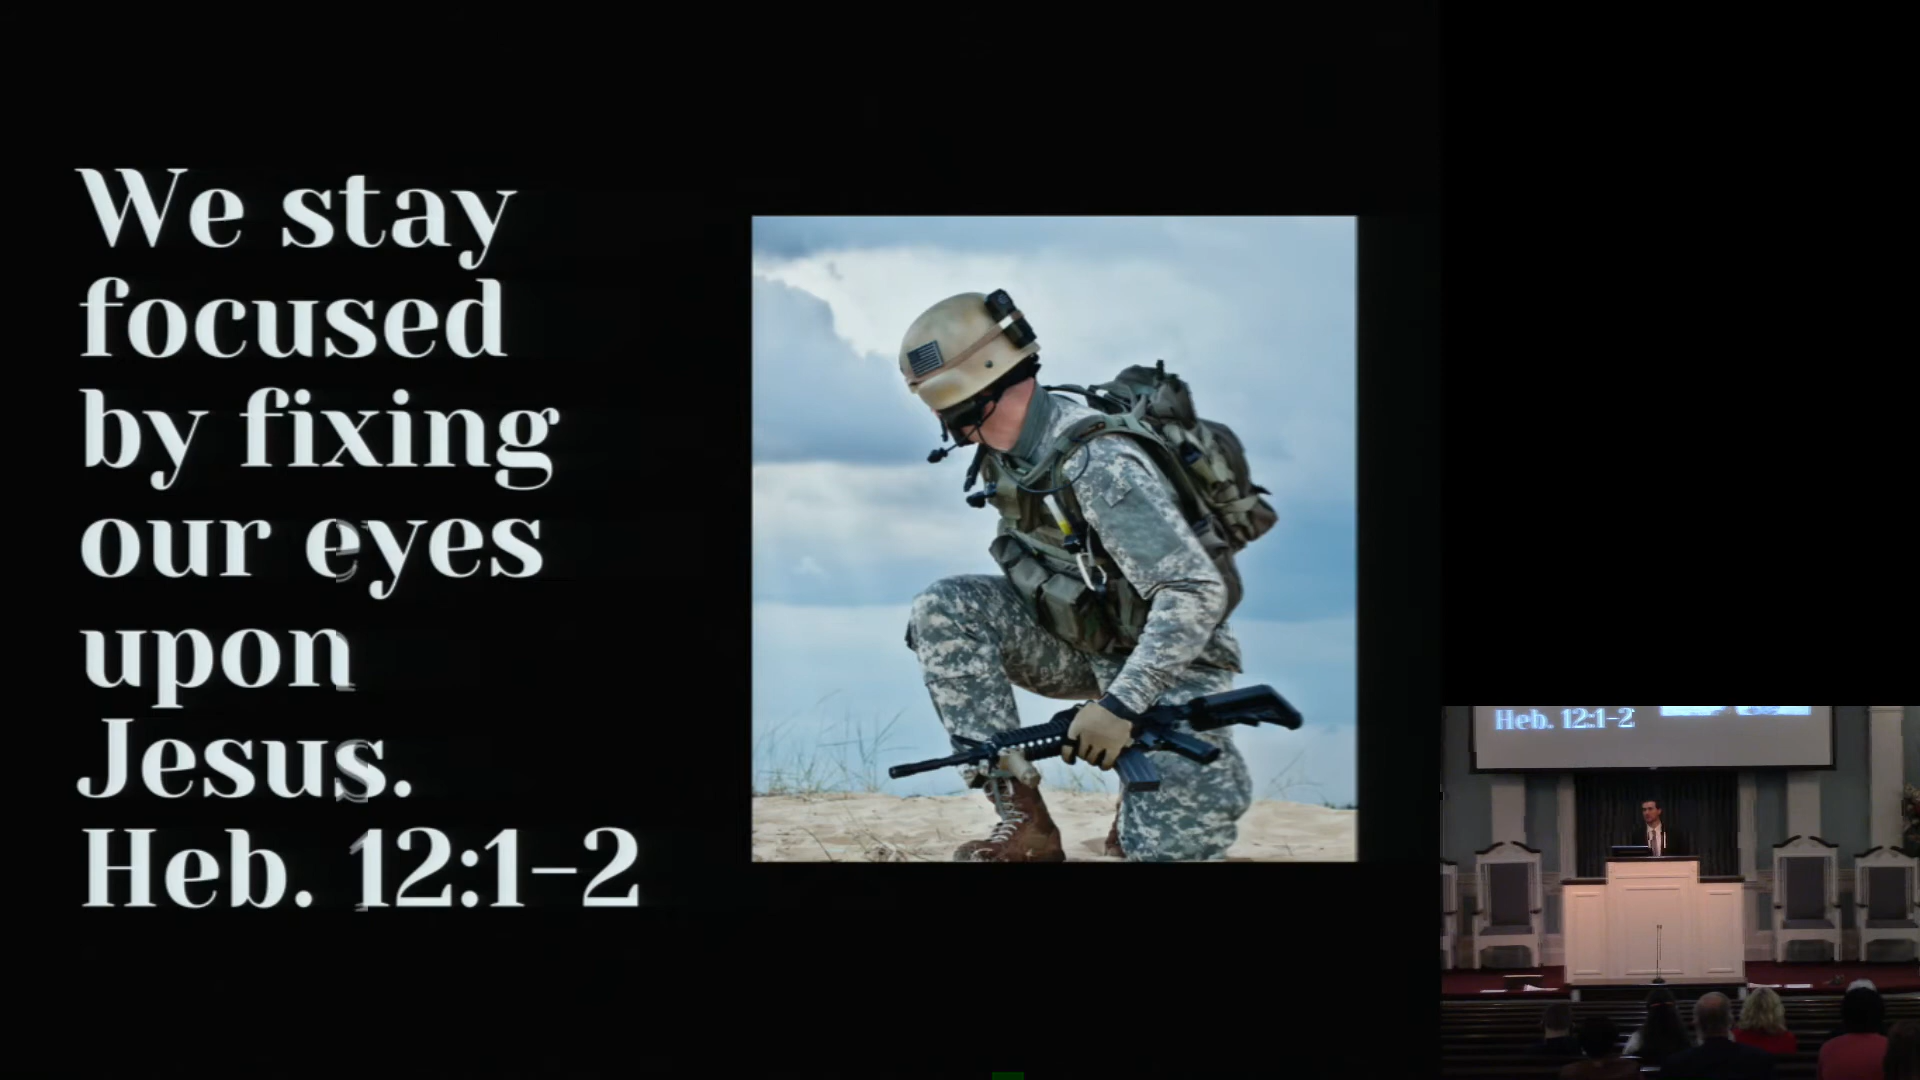 We stay
focused
by fixing
our eyes
upon
Jesus.
Heb. 12:1-2
Heb. 12:1-2